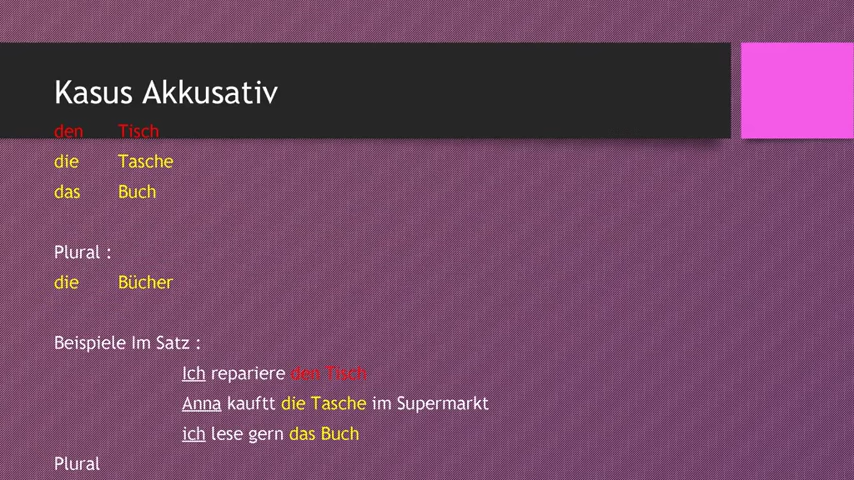 Kasus Akkusativ
den Tisch
die Tasche
das Buch
Plural :
die Bücher
Beispiele Im Satz :
Ich repariere den Tisch
Anna kauftt die Tasche im Supermarkt
ich lese gern das Buch
Plural